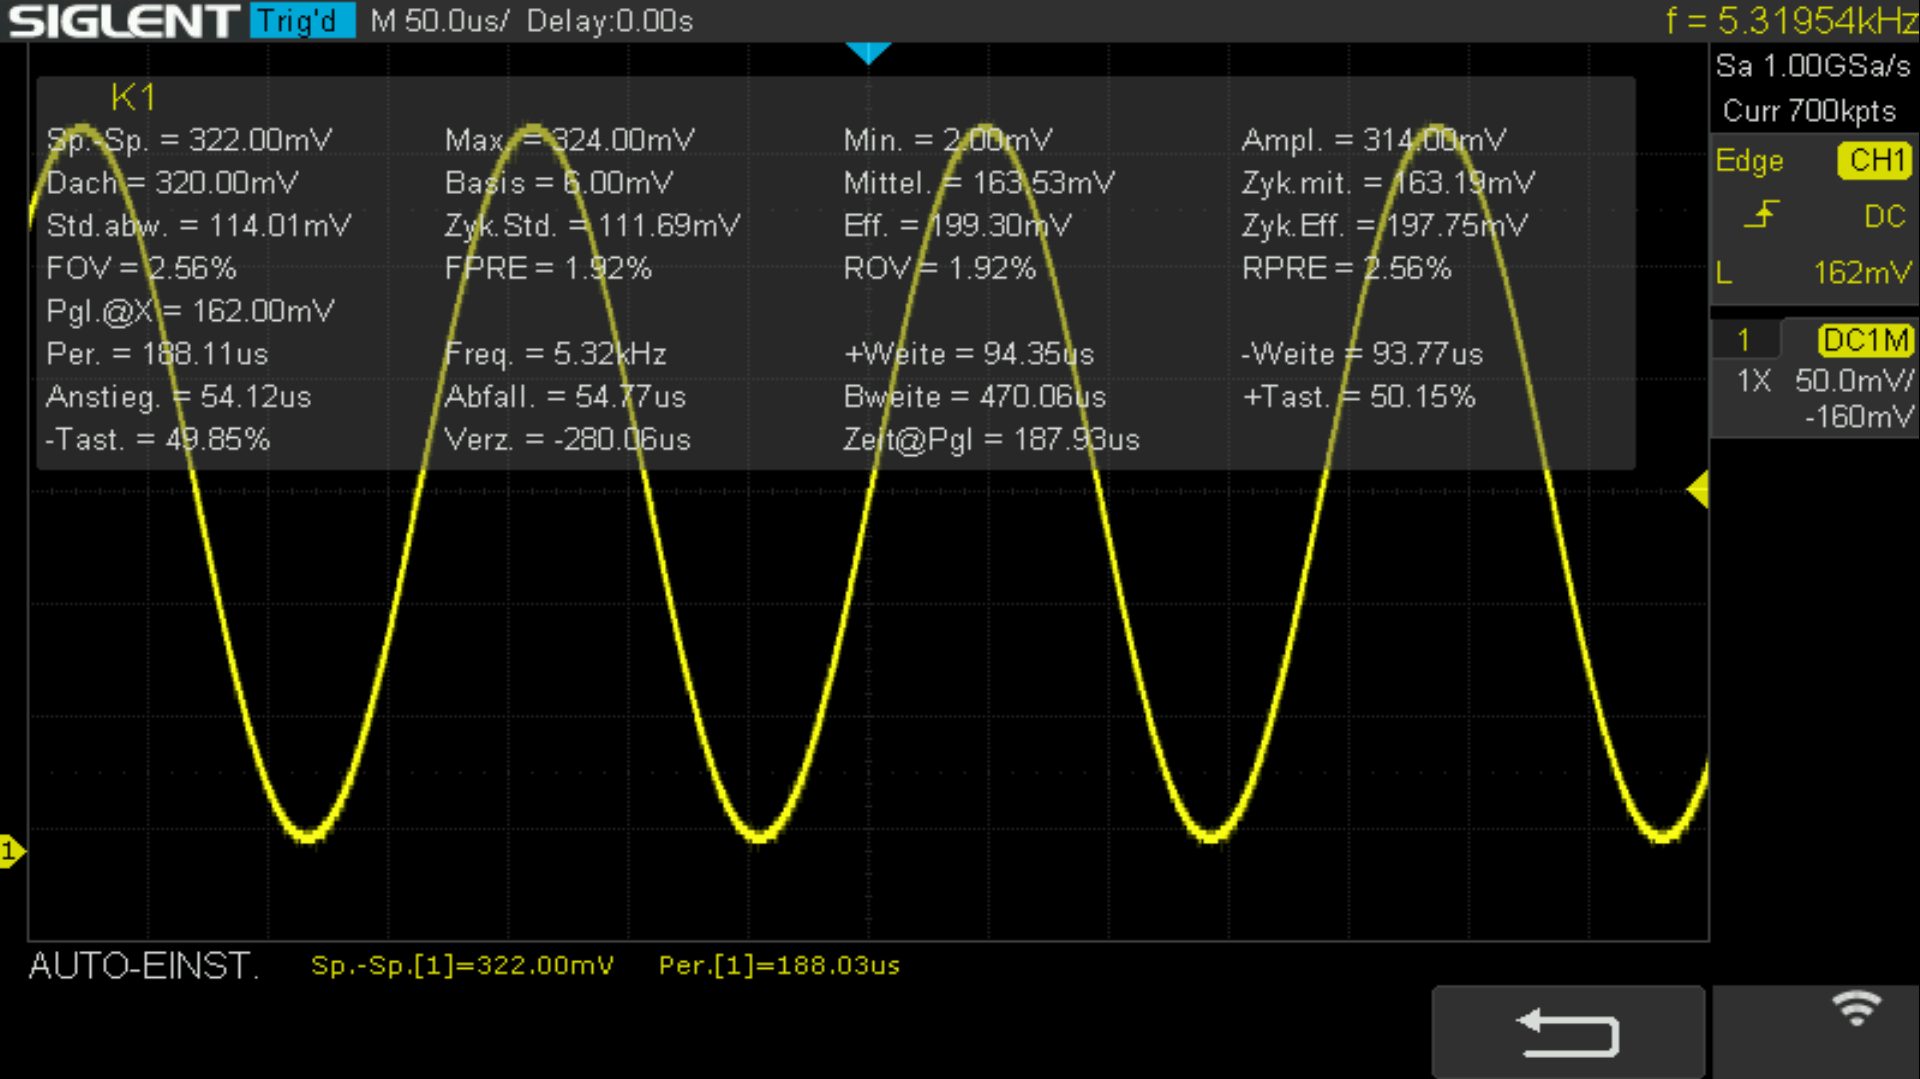 SIGLENT Trig'd M 50.0us/ Delay:0.00s f = 5.31954kHz
Sa 1.00GSa/s
Curr 700kpts
K1
Sp.-Sp. = 322.00mV Max. = 324.00mV Min. = 2.00mV Ampl. = 314.00mV
Dach = 320.00mV Basis = 6.00mV Mittel. = 163.53mV Zyk.mit. = 163.19mV
Std.abw. = 114.01mV Zyk.Std. = 111.69mV Eff. = 199.30mV Zyk.Eff. = 197.75mV
FOV = 2.56% FPRE = 1.92% ROV = 1.92% RPRE = 2.56%
Pgl.@X = 162.00mV
Per. = 188.11us Freq. = 5.32kHz +Weite = 94.35us -Weite = 93.77us
Anstieg. = 54.12us Abfall. = 54.77us Bweite = 470.06us +Tast. = 50.15%
-Tast. = 49.85% Verz. = -280.06us Zeit@Pgl = 187.93us
Edge CH1
DC
L 162mV
1 DC1M
1X 50.0mV/
-160mV
1
AUTO-EINST. Sp.-Sp.[1]=322.00mV Per.[1]=188.03us